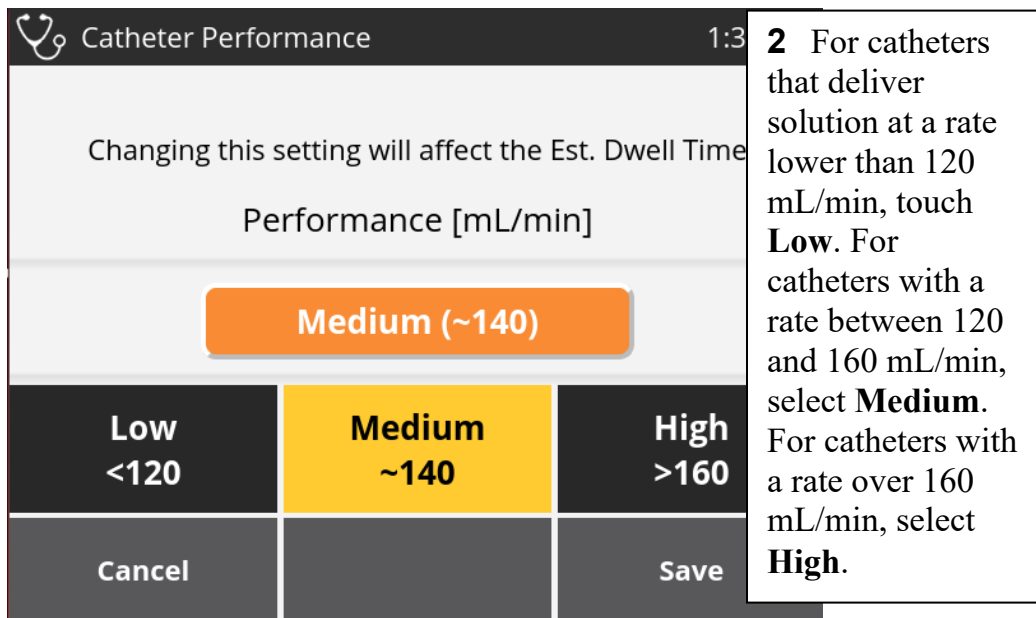 Catheter Performance
1:3
Changing this setting will affect the Est. Dwell Time
Performance [mL/min]
Medium (~140)
Low
<120
Medium
~140
High
>160
Cancel
Save
2 For catheters
that deliver
solution at a rate
lower than 120
mL/min, touch
Low. For
catheters with a
rate between 120
and 160 mL/min,
select Medium.
For catheters with
a rate over 160
mL/min, select
High.